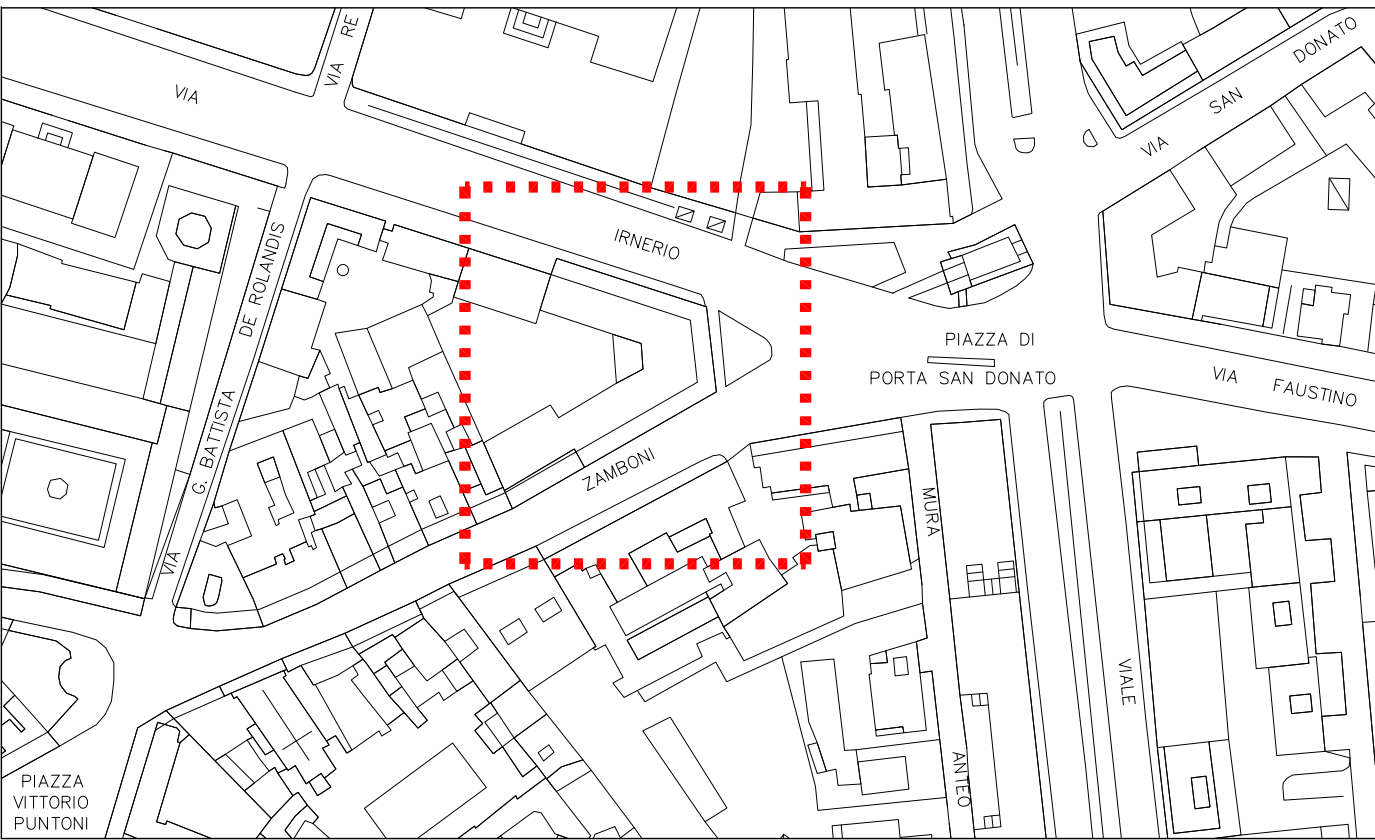 VIA
VIA RE
DONATO
SAN
VIA
IRNERIO
G. BATTISTA DE ROLANDIS
VIA
PIAZZA DI
PORTA SAN DONATO
VIA FAUSTINO
ZAMBONI
MURA
ANTEO
VIALE
PIAZZA
VITTORIO
PUNTONI